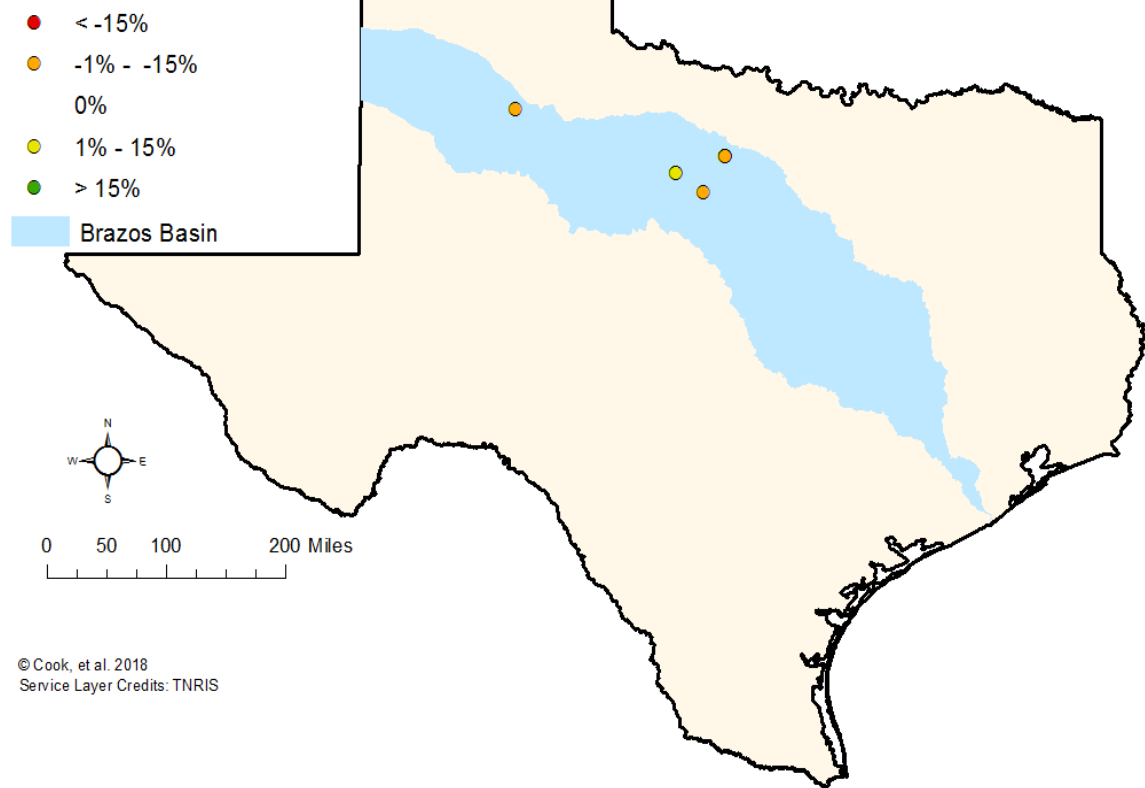 < -15%
-1% - -15%
0%
1% - 15%
> 15%
Brazos Basin
N
W E
S
0 50 100 200 Miles
© Cook, et al. 2018
Service Layer Credits: TNRIS